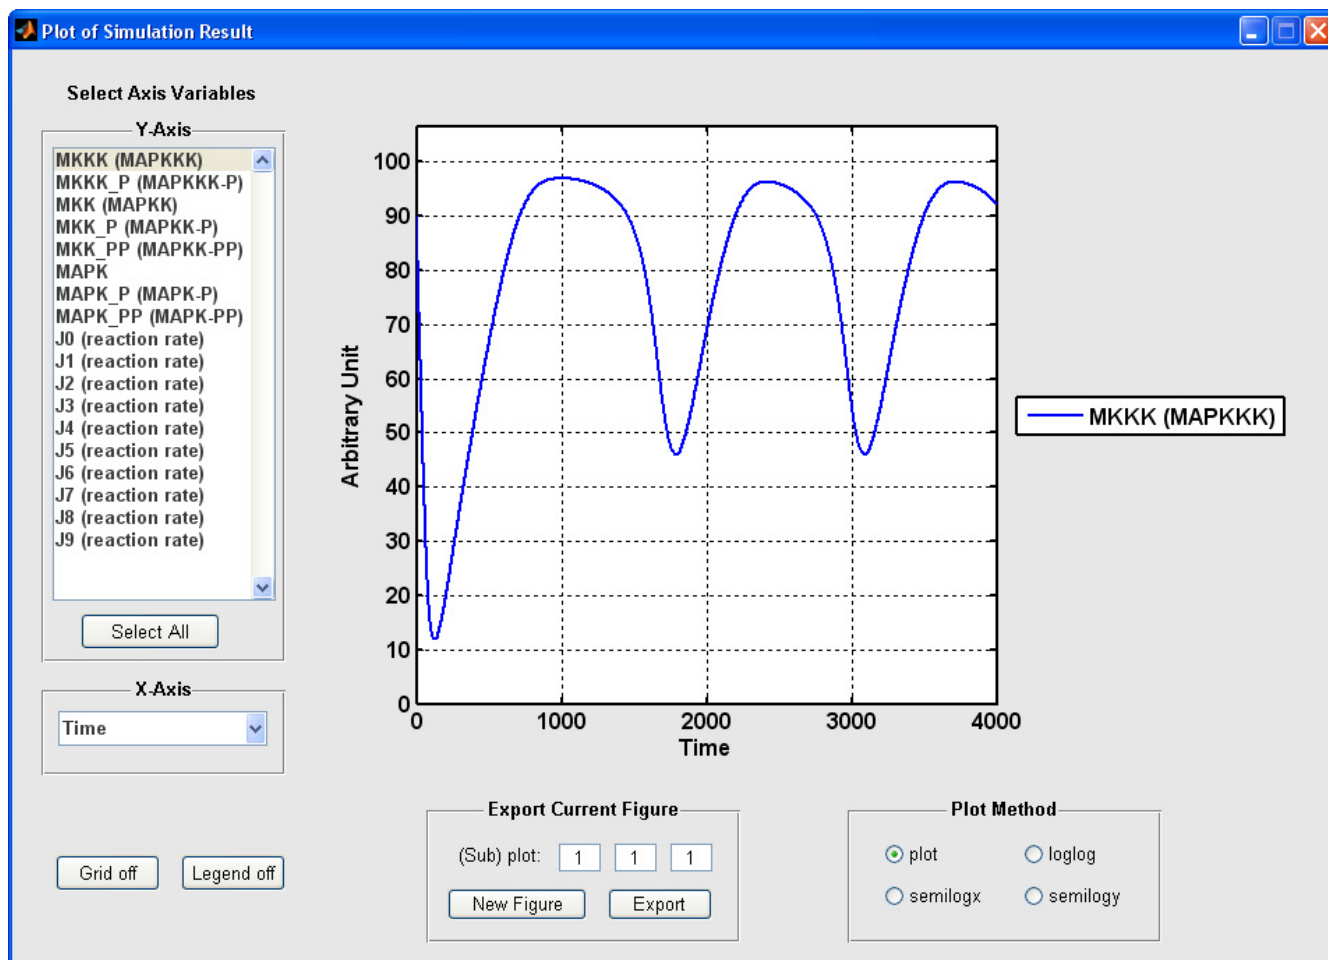 Plot of Simulation Result
Select Axis Variables
Y-Axis
MKKK (MAPKKK)
MKKK_P (MAPKKK-P)
MKK (MAPKK)
MKK_P (MAPKK-P)
MKK_PP (MAPKK-PP)
MAPK
MAPK_P (MAPK-P)
MAPK_PP (MAPK-PP)
J0 (reaction rate)
J1 (reaction rate)
J2 (reaction rate)
J3 (reaction rate)
J4 (reaction rate)
J5 (reaction rate)
J6 (reaction rate)
J7 (reaction rate)
J8 (reaction rate)
J9 (reaction rate)
Select All
X-Axis
Time
Grid off
Legend off
Arbitrary Unit
100
90
80
70
60
50
40
30
20
10
0
0 1000 2000 3000 4000
Time
MKKK (MAPKKK)
Export Current Figure
(Sub) plot: 1 1 1
New Figure Export
Plot Method
plot loglog
semilogx semilogy